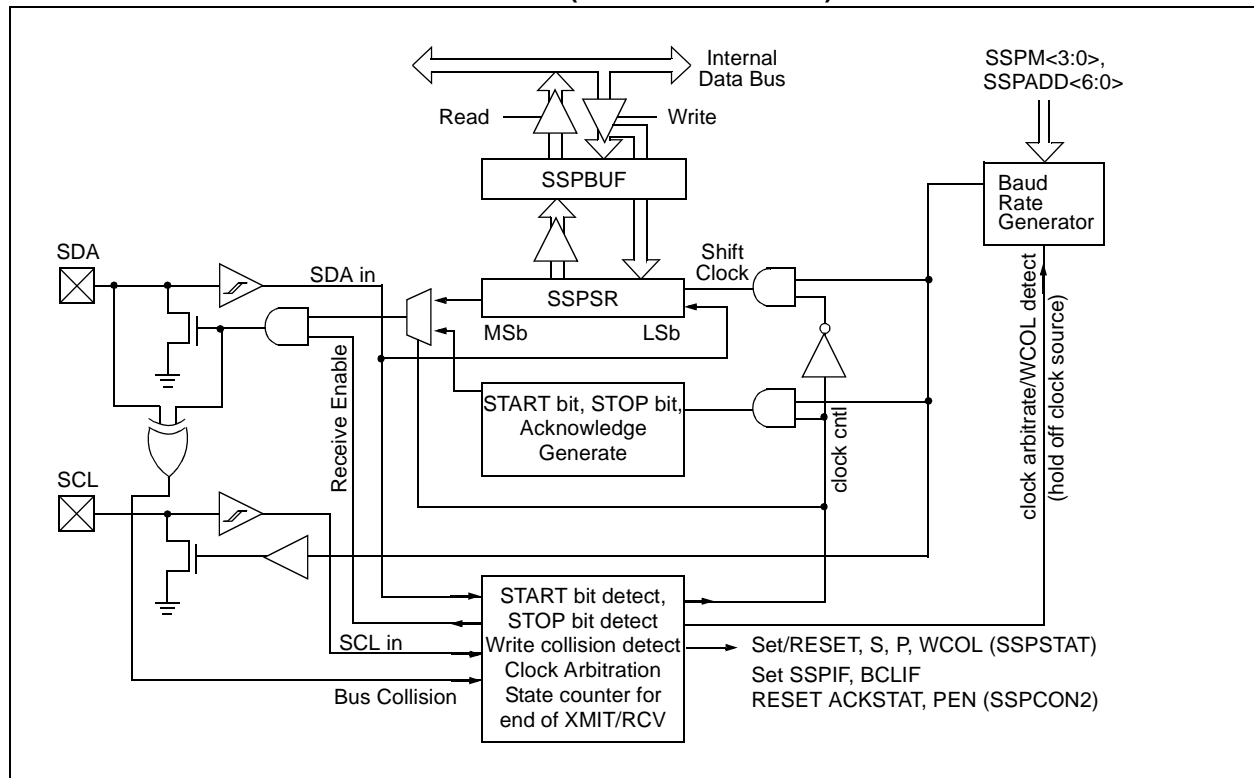 Internal
Data Bus
SSPM<3:0>,
SSPADD<6:0>
Read
Write
SSPBUF
Baud
Rate
Generator
SDA
SDA in
Shift
Clock
SSPSR
MSb
LSb
START bit, STOP bit,
Acknowledge
Generate
Receive Enable
clock cntl
clock arbitrate/WCOL detect
(hold off clock source)
SCL
SCL in
Bus Collision
START bit detect,
STOP bit detect
Write collision detect
Clock Arbitration
State counter for
end of XMIT/RCV
Set/RESET, S, P, WCOL (SSPSTAT)
Set SSPIF, BCLIF
RESET ACKSTAT, PEN (SSPCON2)